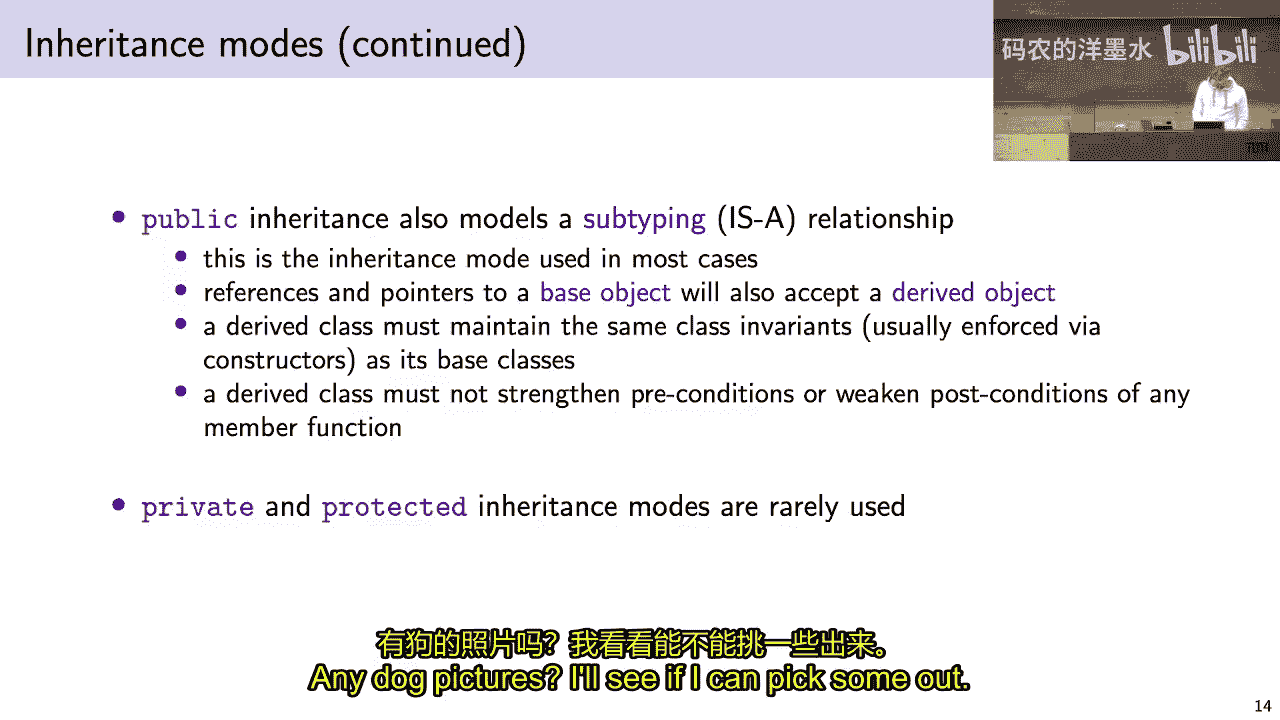 Inheritance modes (continued)
码农的洋墨水 bilibili
• public inheritance also models a subtyping (IS-A) relationship
• this is the inheritance mode used in most cases
• references and pointers to a base object will also accept a derived object
• a derived class must maintain the same class invariants (usually enforced via
constructors) as its base classes
• a derived class must not strengthen pre-conditions or weaken post-conditions of any
member function
• private and protected inheritance modes are rarely used
有狗的照片吗？我看看能不能挑一些出来。
Any dog pictures? I'll see if I can pick some out.
14